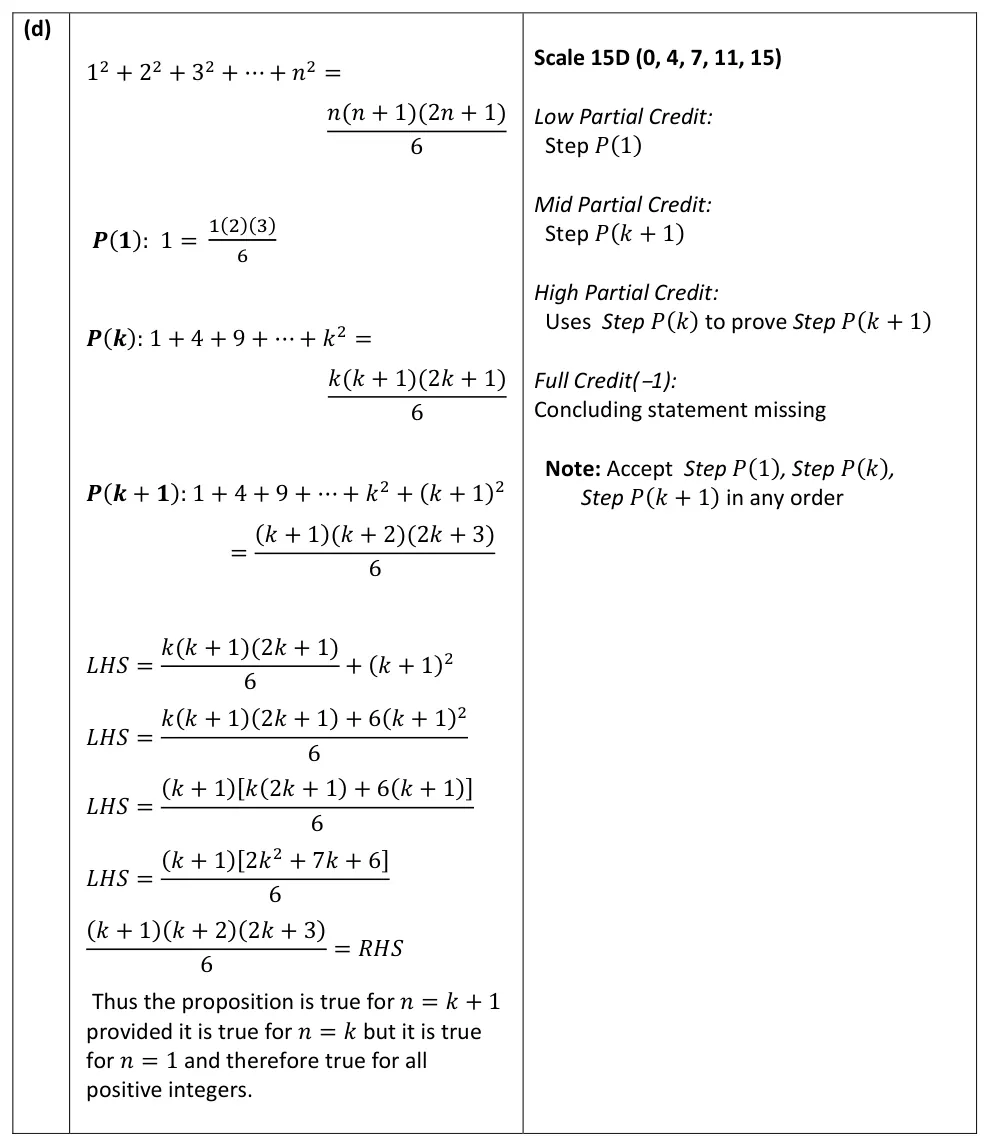 (d)
1² + 2² + 3² + ⋯ + n² =
n(n + 1)(2n + 1)
6
P(1): 1 = 1(2)(3)
6
P(k): 1 + 4 + 9 + ⋯ + k² =
k(k + 1)(2k + 1)
6
P(k + 1): 1 + 4 + 9 + ⋯ + k² + (k + 1)²
= (k + 1)(k + 2)(2k + 3)
6
LHS = k(k + 1)(2k + 1)
6 + (k + 1)²
LHS = k(k + 1)(2k + 1) + 6(k + 1)²
6
LHS = (k + 1)[k(2k + 1) + 6(k + 1)]
6
LHS = (k + 1)[2k² + 7k + 6]
6
(k + 1)(k + 2)(2k + 3)
6 = RHS
Thus the proposition is true for n = k + 1
provided it is true for n = k but it is true
for n = 1 and therefore true for all
positive integers.
Scale 15D (0, 4, 7, 11, 15)
Low Partial Credit:
Step P(1)
Mid Partial Credit:
Step P(k + 1)
High Partial Credit:
Uses Step P(k) to prove Step P(k + 1)
Full Credit(−1):
Concluding statement missing
Note: Accept Step P(1), Step P(k),
Step P(k + 1) in any order